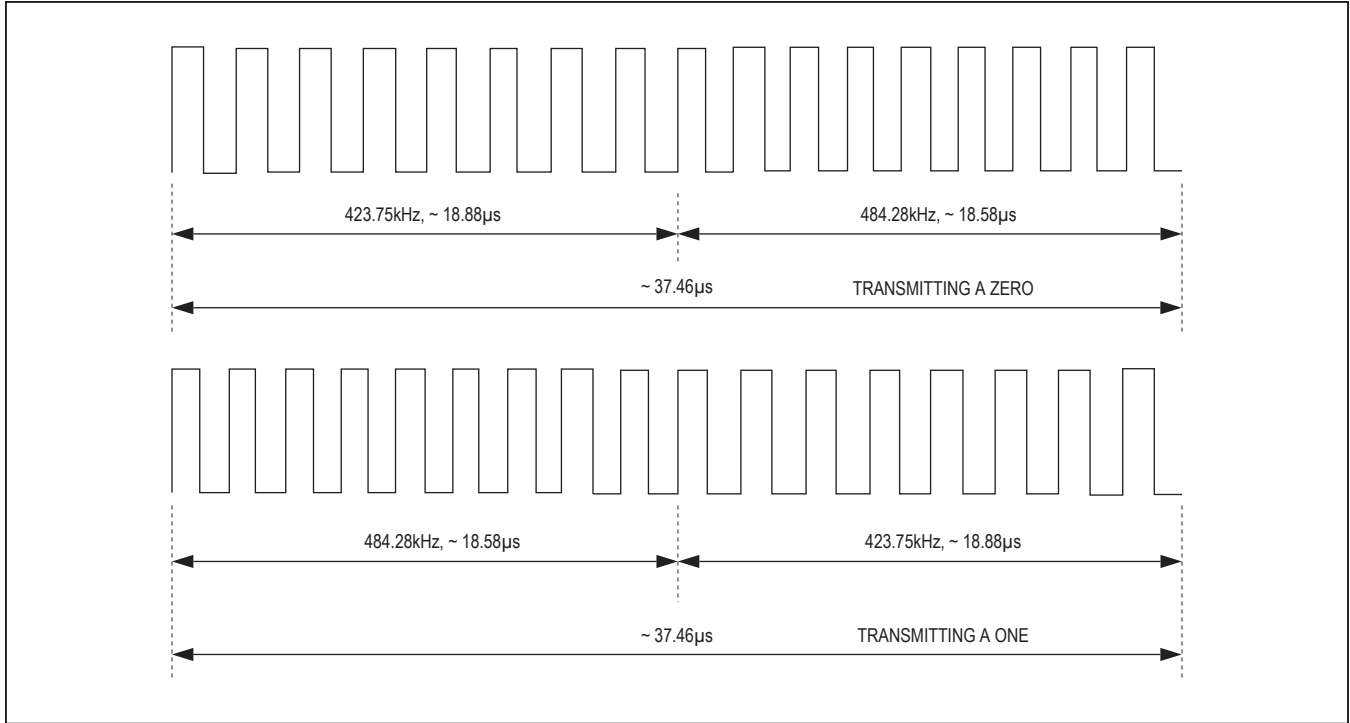 423.75kHz, ~ 18.88µs
484.28kHz, ~ 18.58µs
~ 37.46µs
TRANSMITTING A ZERO
484.28kHz, ~ 18.58µs
423.75kHz, ~ 18.88µs
~ 37.46µs
TRANSMITTING A ONE